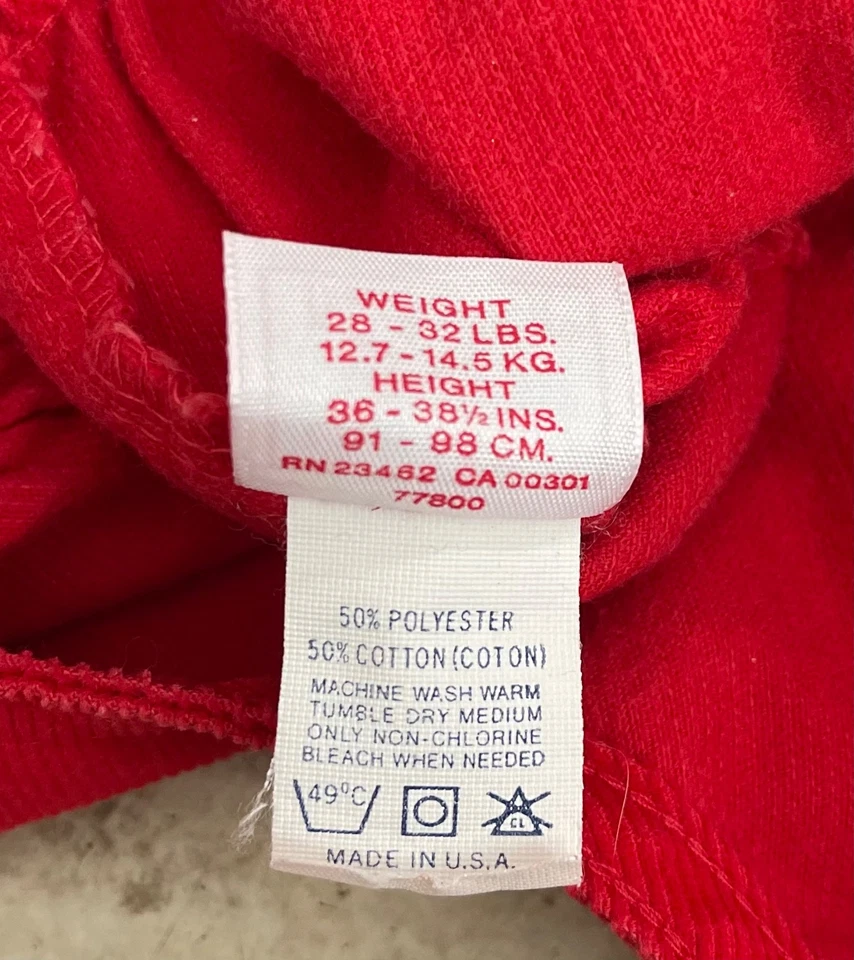 WEIGHT
28 - 32 LBS.
12.7 - 14.5 KG.
HEIGHT
36 - 38½ INS.
91 - 98 CM.
RN 23462 CA 00301
77800
50% POLYESTER
50% COTTON (COTON)
MACHINE WASH WARM
TUMBLE DRY MEDIUM
ONLY NON-CHLORINE
BLEACH WHEN NEEDED
49°C
CL
MADE IN U.S.A.